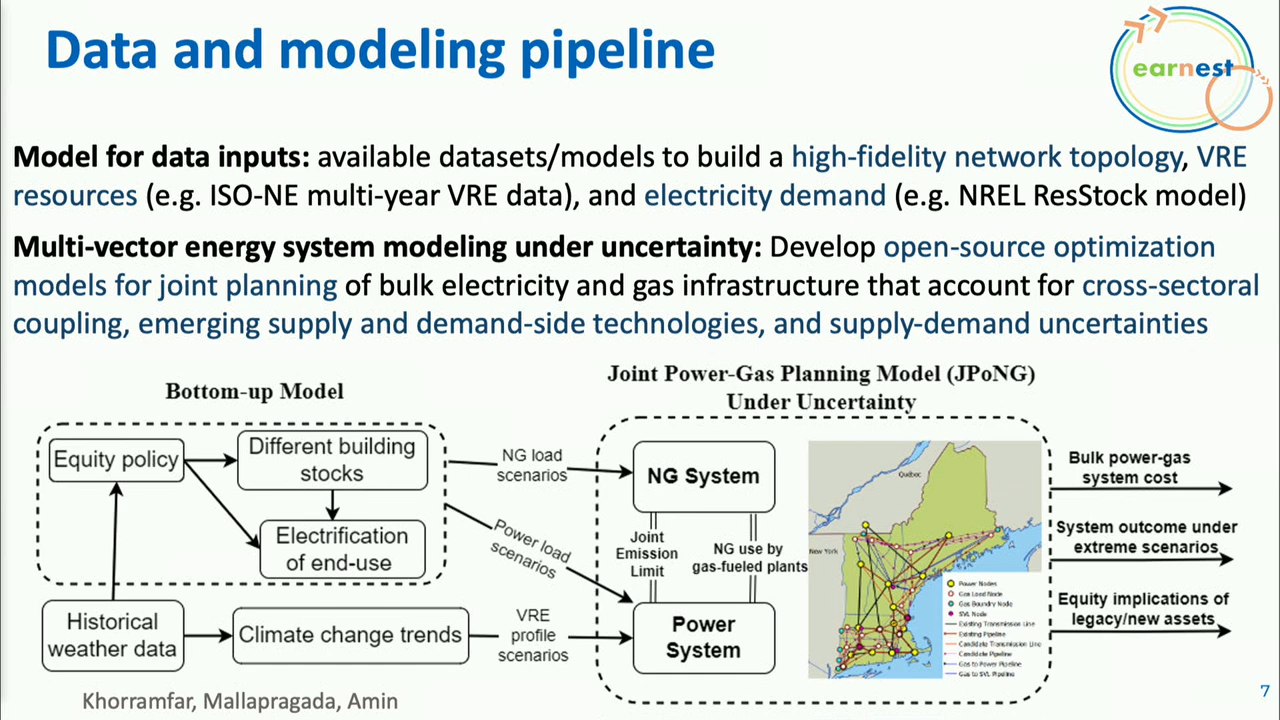 Data and modeling pipeline
earnest
Model for data inputs: available datasets/models to build a high-fidelity network topology, VRE
resources (e.g. ISO-NE multi-year VRE data), and electricity demand (e.g. NREL ResStock model)
Multi-vector energy system modeling under uncertainty: Develop open-source optimization
models for joint planning of bulk electricity and gas infrastructure that account for cross-sectoral
coupling, emerging supply and demand-side technologies, and supply-demand uncertainties
Bottom-up Model
Equity policy
Different building
stocks
Electrification
of end-use
Historical
weather data
Climate change trends
NG load
scenarios
Power load
scenarios
VRE
profile
scenarios
Joint Power-Gas Planning Model (JPoNG)
Under Uncertainty
NG System
Joint
Emission
Limit
NG use by
gas-fueled plants
Power
System
Québec
New York
Power Nodes
Gas Load Node
Gas Boundry Node
SVL Node
Existing Transmission Line
Existing Pipeline
Candidate Transmission Line
Candidate Pipeline
Gas to Power Pipeline
Gas to SVL Pipeline
Bulk power-gas
system cost
System outcome under
extreme scenarios
Equity implications of
legacy/new assets
Khorramfar, Mallapragada, Amin
7